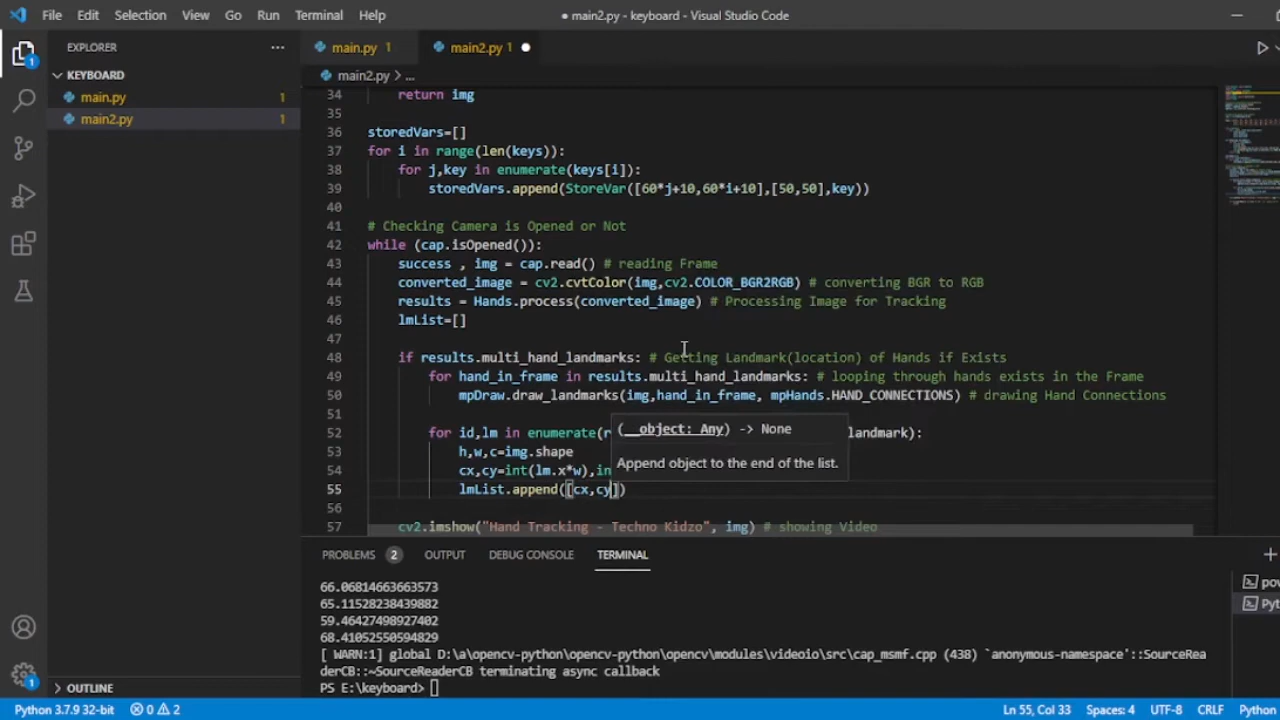 File Edit Selection View Go Run Terminal Help
● main2.py - keyboard - Visual Studio Code
EXPLORER
main.py 1 main2.py 1
KEYBOARD
main.py 1
main2.py 1
main2.py > ...
34 return img
35
36 storedVars=[]
37 for i in range(len(keys)):
38 for j,key in enumerate(keys[i]):
39 storedVars.append(StoreVar([60*j+10,60*i+10],[50,50],key))
40
41 # Checking Camera is Opened or Not
42 while (cap.isOpened()):
43 success , img = cap.read() # reading Frame
44 converted_image = cv2.cvtColor(img,cv2.COLOR_BGR2RGB) # converting BGR to RGB
45 results = Hands.process(converted_image) # Processing Image for Tracking
46 lmList=[]
47
48 if results.multi_hand_landmarks: # Getting Landmark(location) of Hands if Exists
49 for hand_in_frame in results.multi_hand_landmarks: # looping through hands exists in the Frame
50 mpDraw.draw_landmarks(img,hand_in_frame, mpHands.HAND_CONNECTIONS) # drawing Hand Connections
51
(__object: Any) -> None
Append object to the end of the list.
52 for id,lm in enumerate(r landmark):
53 h,w,c=img.shape
54 cx,cy=int(lm.x*w),in
55 lmList.append([cx,cy])
56
57 cv2.imshow("Hand Tracking - Techno Kidzo", img) # showing Video
PROBLEMS 2 OUTPUT DEBUG CONSOLE TERMINAL
66.06814663663573
65.11528238439882
59.46427498927402
68.41052550594829
[ WARN:1] global D:\a\opencv-python\opencv-python\opencv\modules\videoio\src\cap_msmf.cpp (438) `anonymous-namespace'::SourceRea
derCB::~SourceReaderCB terminating async callback
PS E:\keyboard>
pov
Pyt
OUTLINE
1
1
Python 3.7.9 32-bit 0 2 Ln 55, Col 33 Spaces: 4 UTF-8 CRLF Python